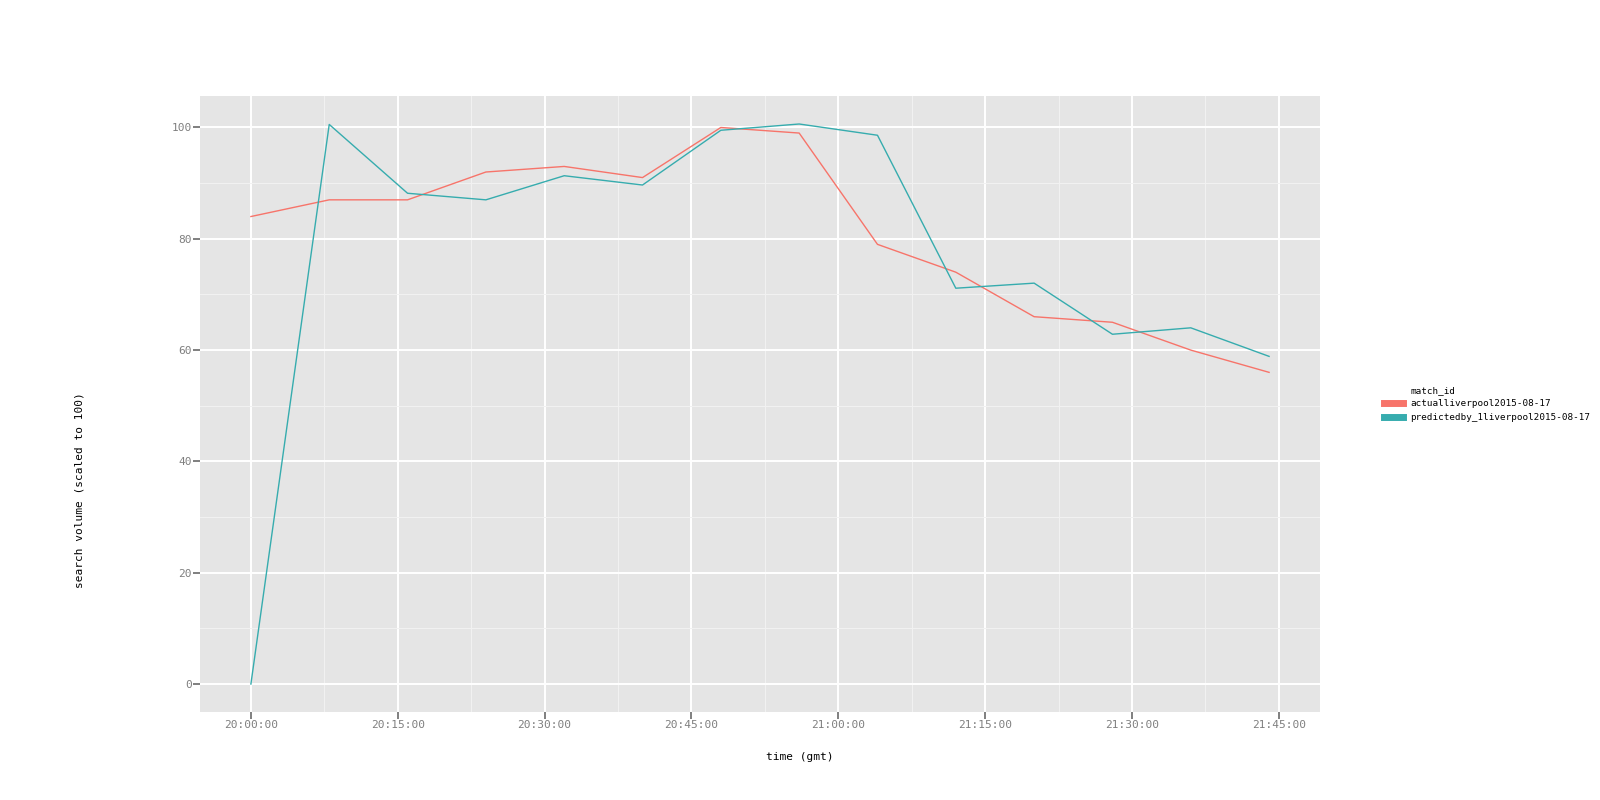 100
80
60
40
20
0
search volume (scaled to 100)
20:00:00 20:15:00 20:30:00 20:45:00 21:00:00 21:15:00 21:30:00 21:45:00
time (gmt)
match_id
actualliverpool2015-08-17
predictedby_1liverpool2015-08-17